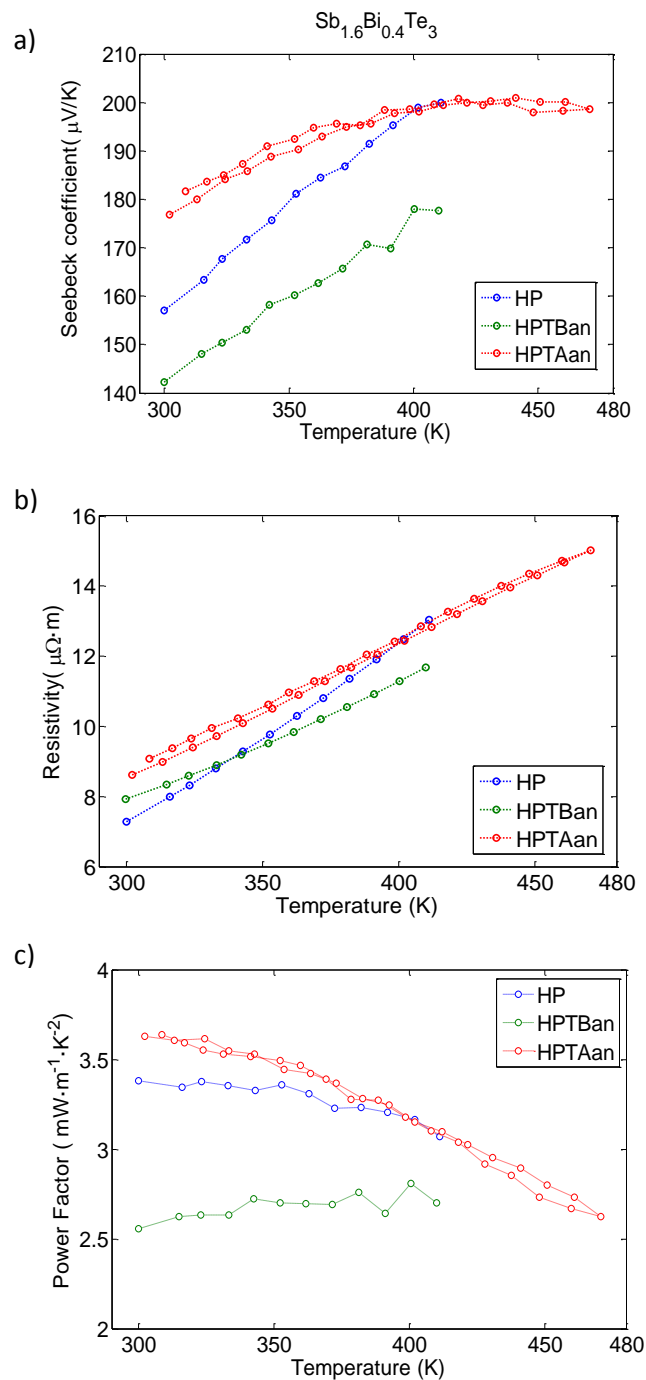 Sb1.6Bi0.4Te3
a)
Seebeck coefficient( μV/K)
210
200
190
180
170
160
150
140
300
350
400
450
480
Temperature (K)
HP
HPTBan
HPTAan
b)
Resistivity( μΩ·m)
16
14
12
10
8
6
300
350
400
450
480
Temperature (K)
HP
HPTBan
HPTAan
c)
Power Factor ( mW·m-1·K-2)
4
3.5
3
2.5
2
300
350
400
450
480
Temperature (K)
HP
HPTBan
HPTAan